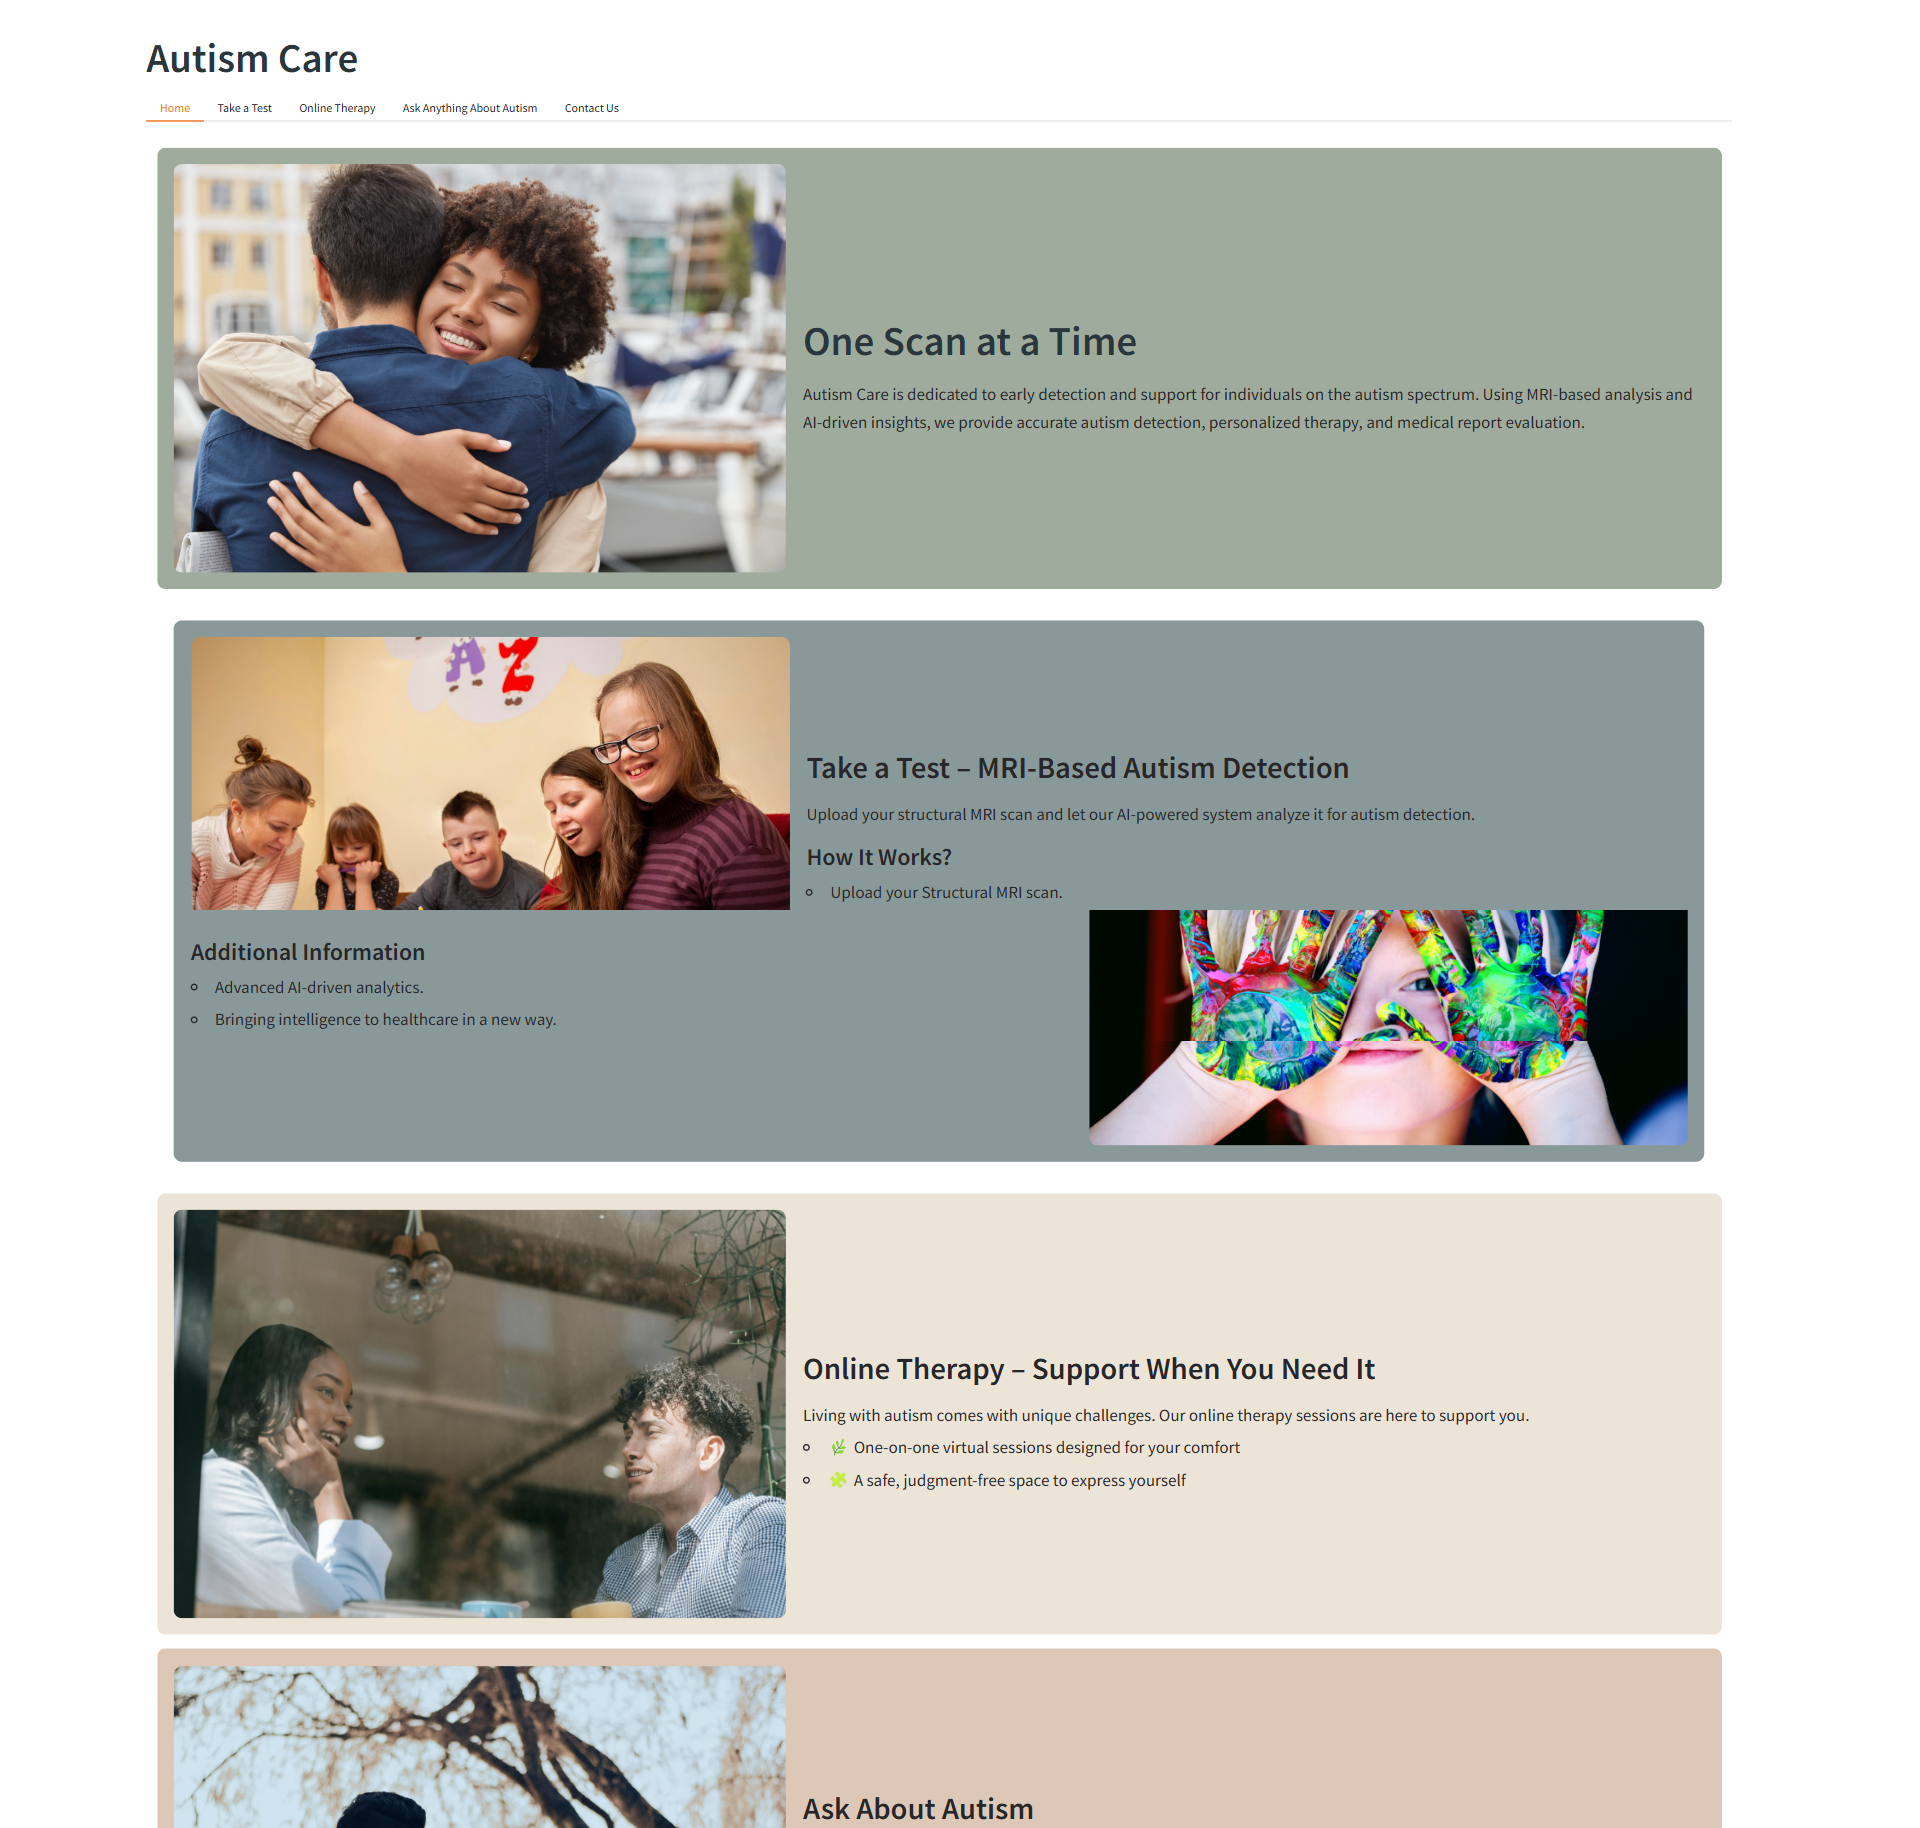 Autism Care
Home Take a Test Online Therapy Ask Anything About Autism Contact Us
One Scan at a Time
Autism Care is dedicated to early detection and support for individuals on the autism spectrum. Using MRI-based analysis and
AI-driven insights, we provide accurate autism detection, personalized therapy, and medical report evaluation.
A Z
Take a Test – MRI-Based Autism Detection
Upload your structural MRI scan and let our AI-powered system analyze it for autism detection.
How It Works?
Upload your Structural MRI scan.
Additional Information
Advanced AI-driven analytics.
Bringing intelligence to healthcare in a new way.
Online Therapy – Support When You Need It
Living with autism comes with unique challenges. Our online therapy sessions are here to support you.
🌿 One-on-one virtual sessions designed for your comfort
🧩 A safe, judgment-free space to express yourself
Ask About Autism